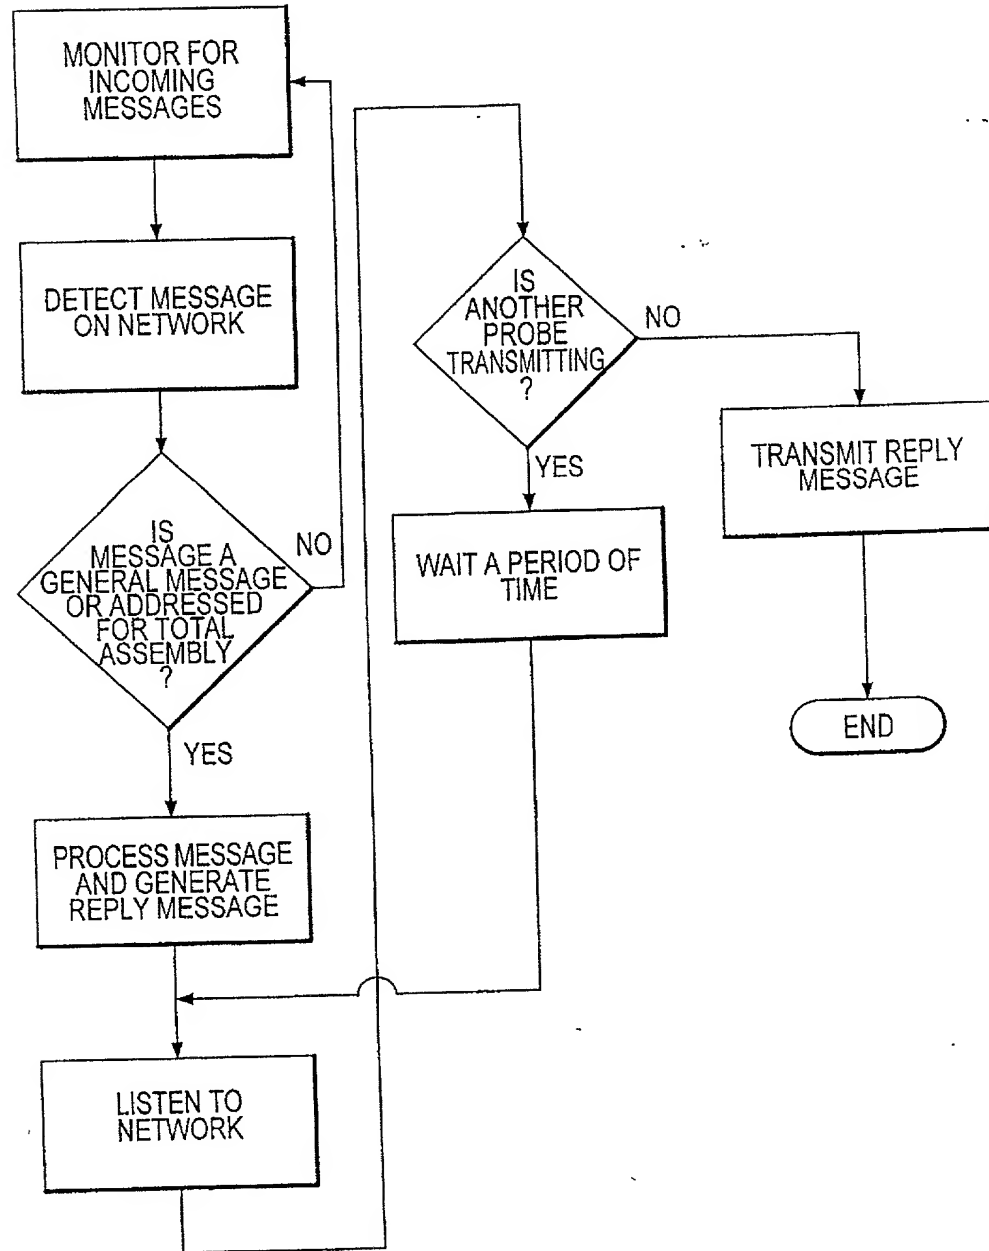 MONITOR FOR
INCOMING
MESSAGES
DETECT MESSAGE
ON NETWORK
IS
MESSAGE A
GENERAL MESSAGE
OR ADDRESSED
FOR TOTAL
ASSEMBLY
?
NO
YES
PROCESS MESSAGE
AND GENERATE
REPLY MESSAGE
LISTEN TO
NETWORK
IS
ANOTHER
PROBE
TRANSMITTING
?
NO
YES
WAIT A PERIOD OF
TIME
TRANSMIT REPLY
MESSAGE
END